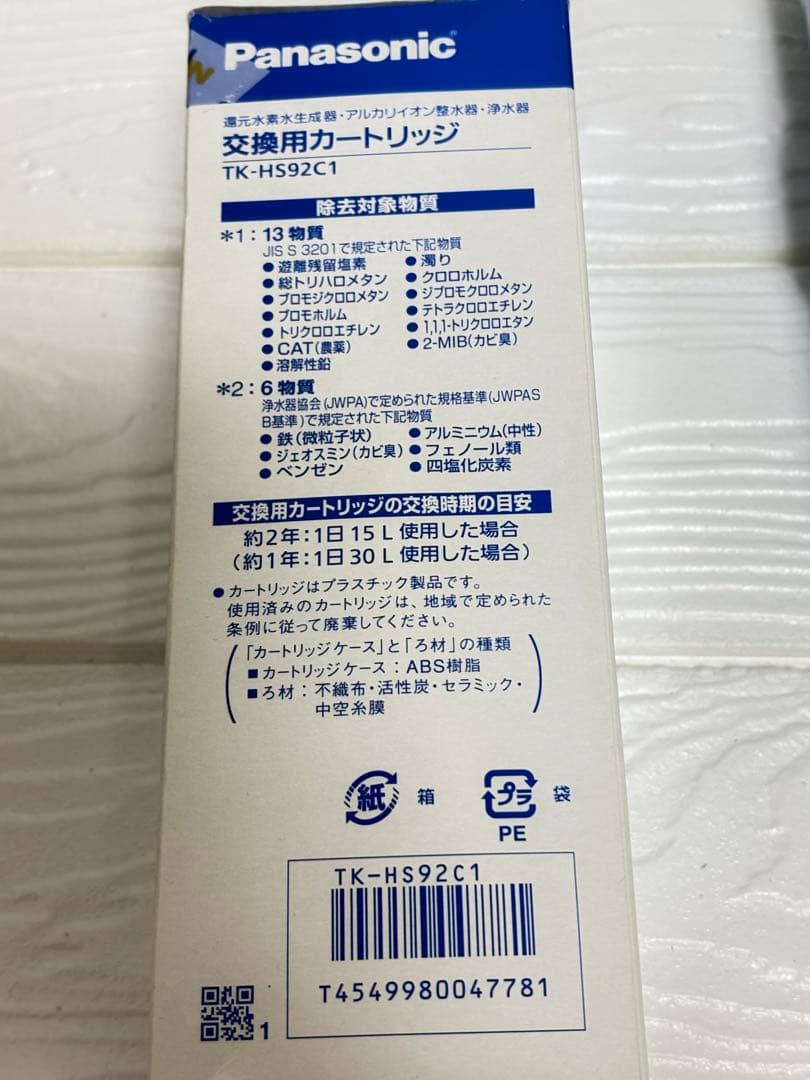 Panasonic
還元水素水生成器・アルカリイオン整水器・浄水器
交換用カートリッジ
TK-HS92C1
除去対象物質
*1：13物質
JIS S 3201で規定された下記物質
●遊離残留塩素 ●濁り
●総トリハロメタン ●クロロホルム
●ブロモジクロロメタン ●ジブロモクロロメタン
●ブロモホルム ●テトラクロロエチレン
●トリクロロエチレン ●1,1,1-トリクロロエタン
●CAT(農薬) ●2-MIB(カビ臭)
●溶解性鉛
*2：6物質
浄水器協会(JWPA)で定められた規格基準(JWPAS
B基準)で規定された下記物質
●鉄(微粒子状) ●アルミニウム(中性)
●ジェオスミン(カビ臭) ●フェノール類
●ベンゼン ●四塩化炭素
交換用カートリッジの交換時期の目安
約2年：1日15L使用した場合
(約1年：1日30L使用した場合)
●カートリッジはプラスチック製品です。
使用済みのカートリッジは、地域で定められた
条例に従って廃棄してください。
「カートリッジケース」と「ろ材」の種類
■カートリッジケース：ABS樹脂
■ろ材：不織布・活性炭・セラミック・
中空糸膜
紙 箱 プラ 袋
PE
TK-HS92C1
T4549980047781
1